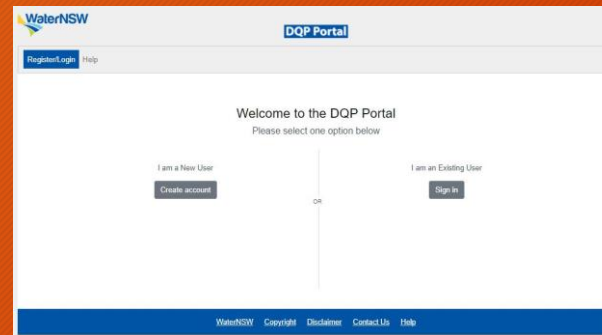 WaterNSW
DQP Portal
Register/Login Help
Welcome to the DQP Portal
Please select one option below
I am a New User
Create account
OR
I am an Existing User
Sign in
WaterNSW Copyright Disclaimer Contact Us Help